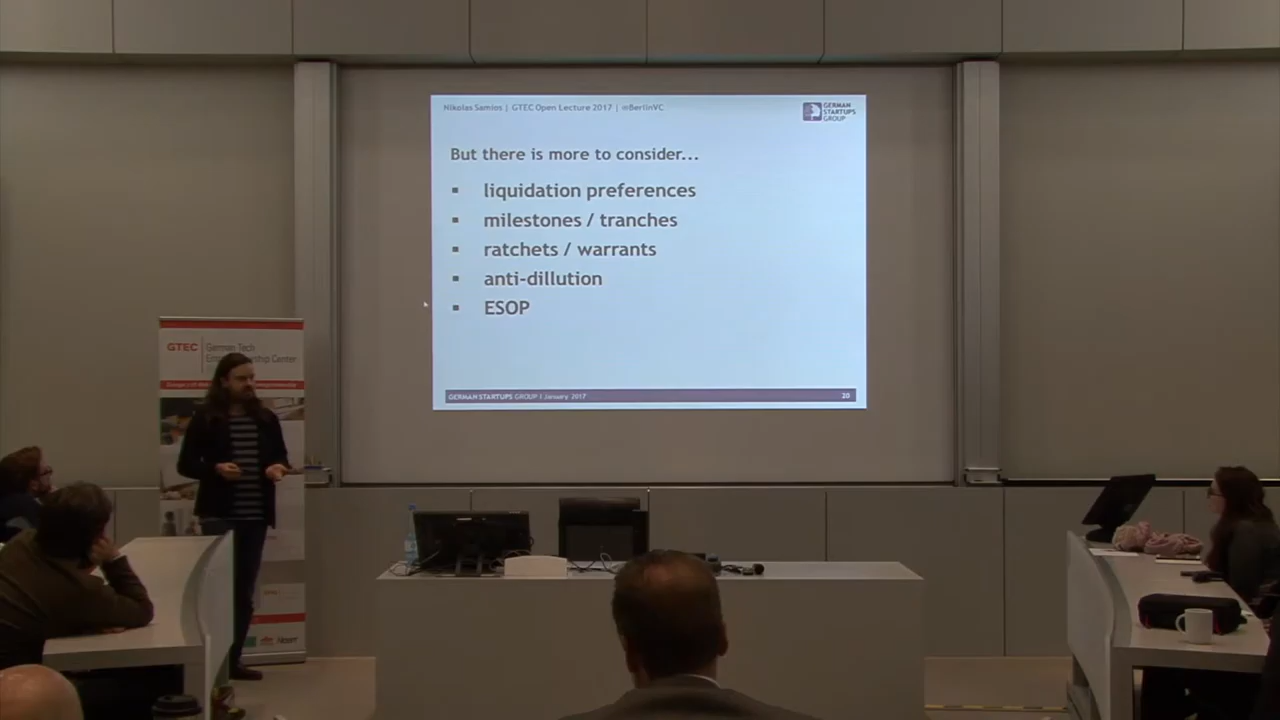 Nikolas Samios | GTEC Open Lecture 2017 | @BerlinVC
GERMAN
STARTUPS
GROUP
But there is more to consider...
▪ liquidation preferences
▪ milestones / tranches
▪ ratchets / warrants
▪ anti-dillution
▪ ESOP
GERMAN STARTUPS GROUP I January 2017
20
GTEC
German Tech
Center